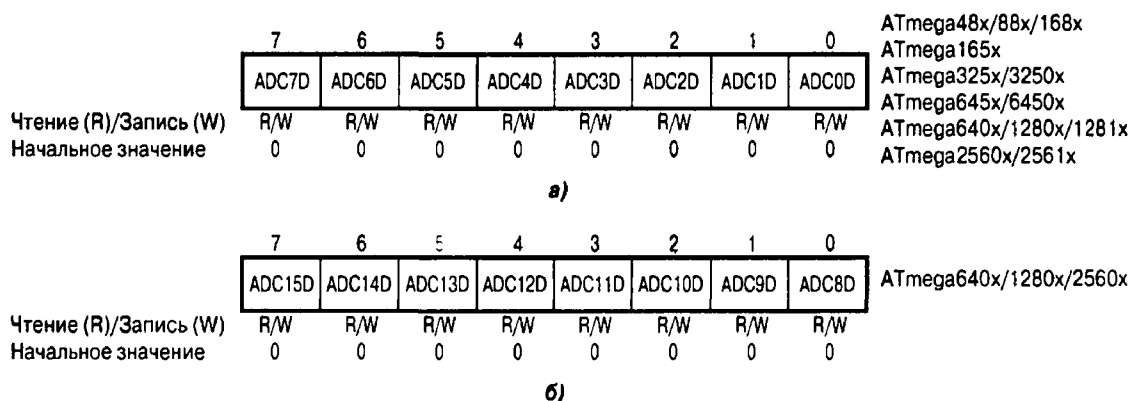 ATmega48x/88x/168x
7 6 5 4 3 2 1 0
ATmega165x
ADC7D ADC6D ADC5D ADC4D ADC3D ADC2D ADC1D ADC0D
ATmega325x/3250x
ATmega645x/6450x
Чтение (R)/Запись (W) R/W R/W R/W R/W R/W R/W R/W R/W
ATmega640x/1280x/1281x
Начальное значение 0 0 0 0 0 0 0 0
ATmega2560x/2561x
а)
7 6 5 4 3 2 1 0
ADC15D ADC14D ADC13D ADC12D ADC11D ADC10D ADC9D ADC8D
ATmega640x/1280x/2560x
Чтение (R)/Запись (W) R/W R/W R/W R/W R/W R/W R/W R/W
Начальное значение 0 0 0 0 0 0 0 0
б)